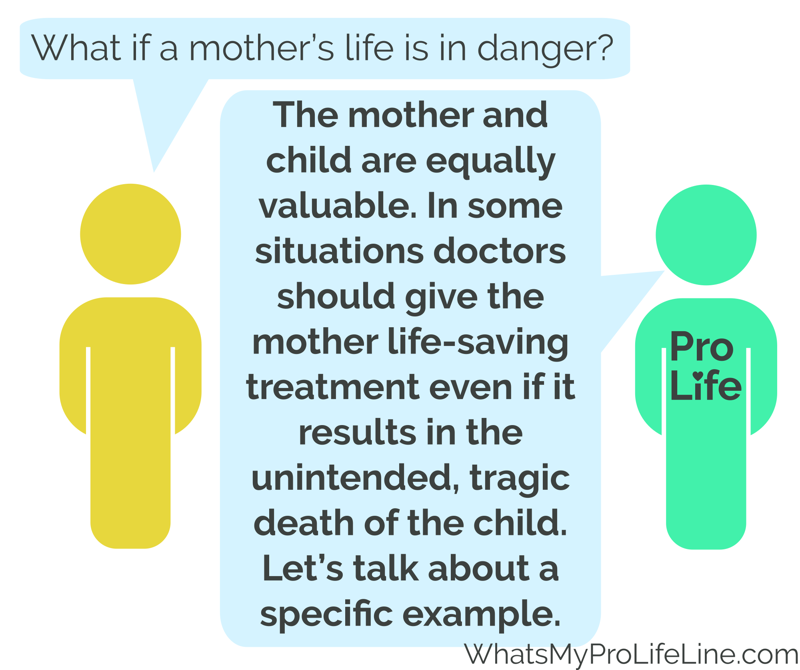 What if a mother’s life is in danger?
The mother and
child are equally
valuable. In some
situations doctors
should give the
mother life-saving
treatment even if it
results in the
unintended, tragic
death of the child.
Let’s talk about a
specific example.
Pro
Life
WhatsMyProLifeLine.com